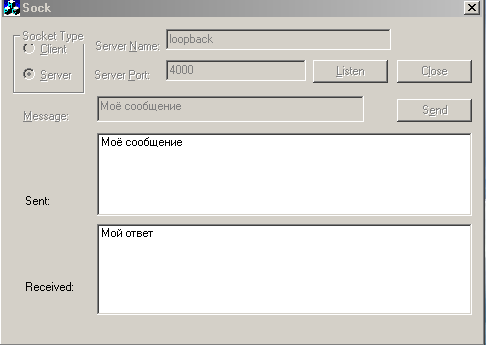 Sock
Socket Type
Client
Server
Server Name:
loopback
Server Port:
4000
Listen
Close
Message:
Моё сообщение
Send
Sent:
Моё сообщение
Received:
Мой ответ